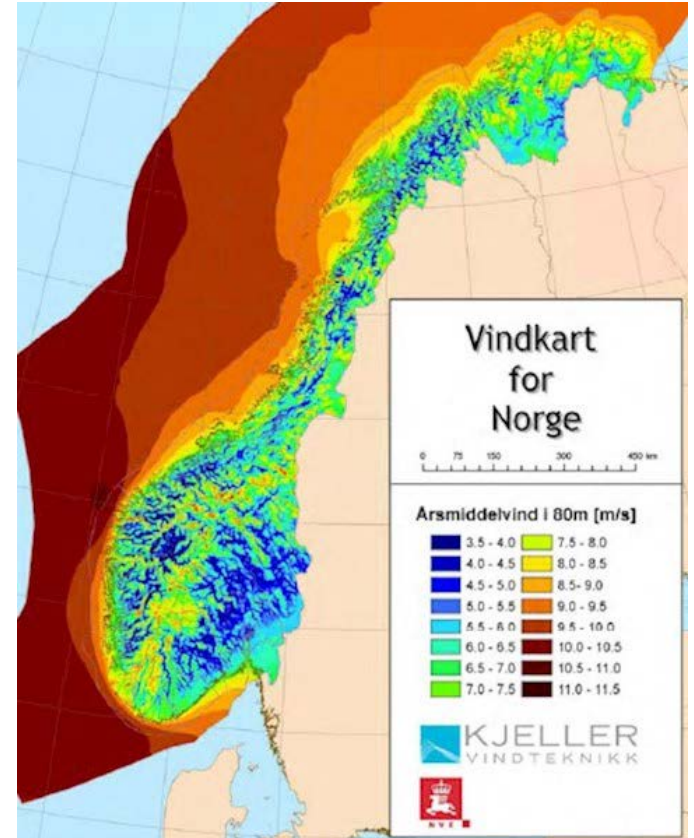 Vindkart
for
Norge
0 75 150 300 450 km
Årsmiddelvind i 80m [m/s]
3.5 - 4.0 7.5 - 8.0
4.0 - 4.5 8.0 - 8.5
4.5 - 5.0 8.5 - 9.0
5.0 - 5.5 9.0 - 9.5
5.5 - 6.0 9.5 - 10.0
6.0 - 6.5 10.0 - 10.5
6.5 - 7.0 10.5 - 11.0
7.0 - 7.5 11.0 - 11.5
KJELLER
VINDTEKNIKK
NVE